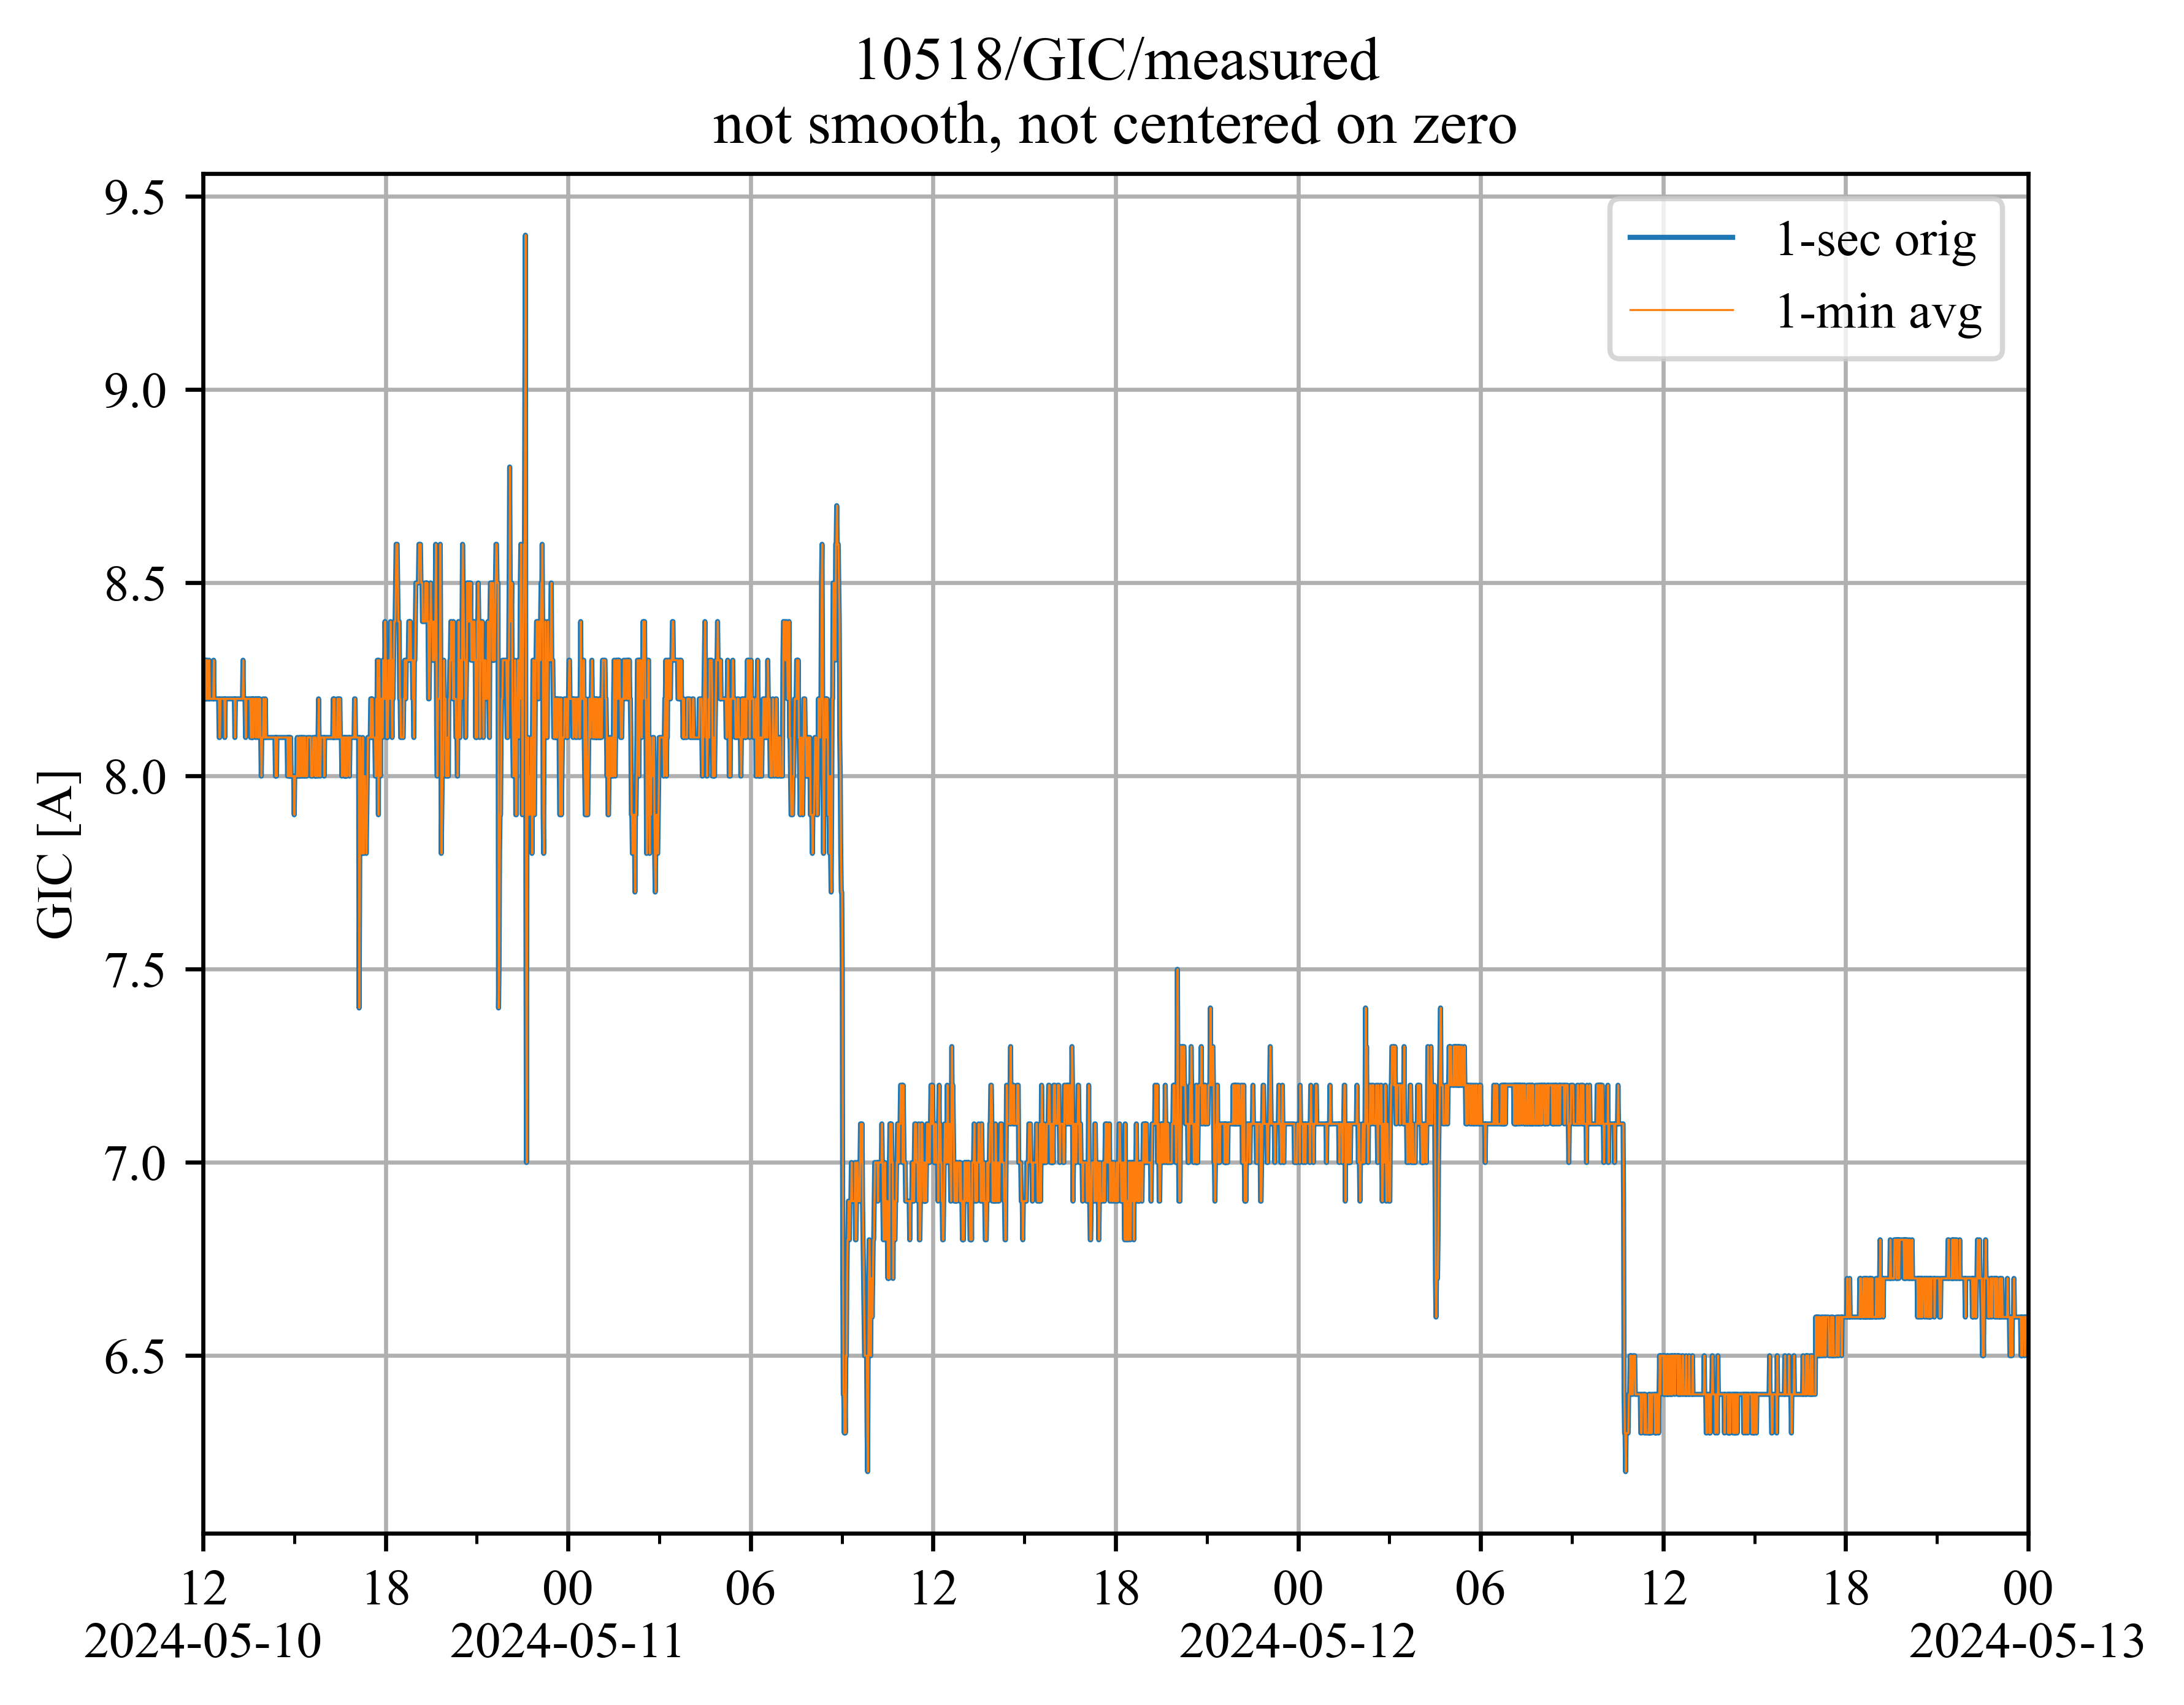 10518/GIC/measured
not smooth, not centered on zero
1-sec orig
1-min avg
GIC [A]
9.5
9.0
8.5
8.0
7.5
7.0
6.5
12 18 00 06 12 18 00 06 12 18 00
2024-05-10 2024-05-11 2024-05-12 2024-05-13